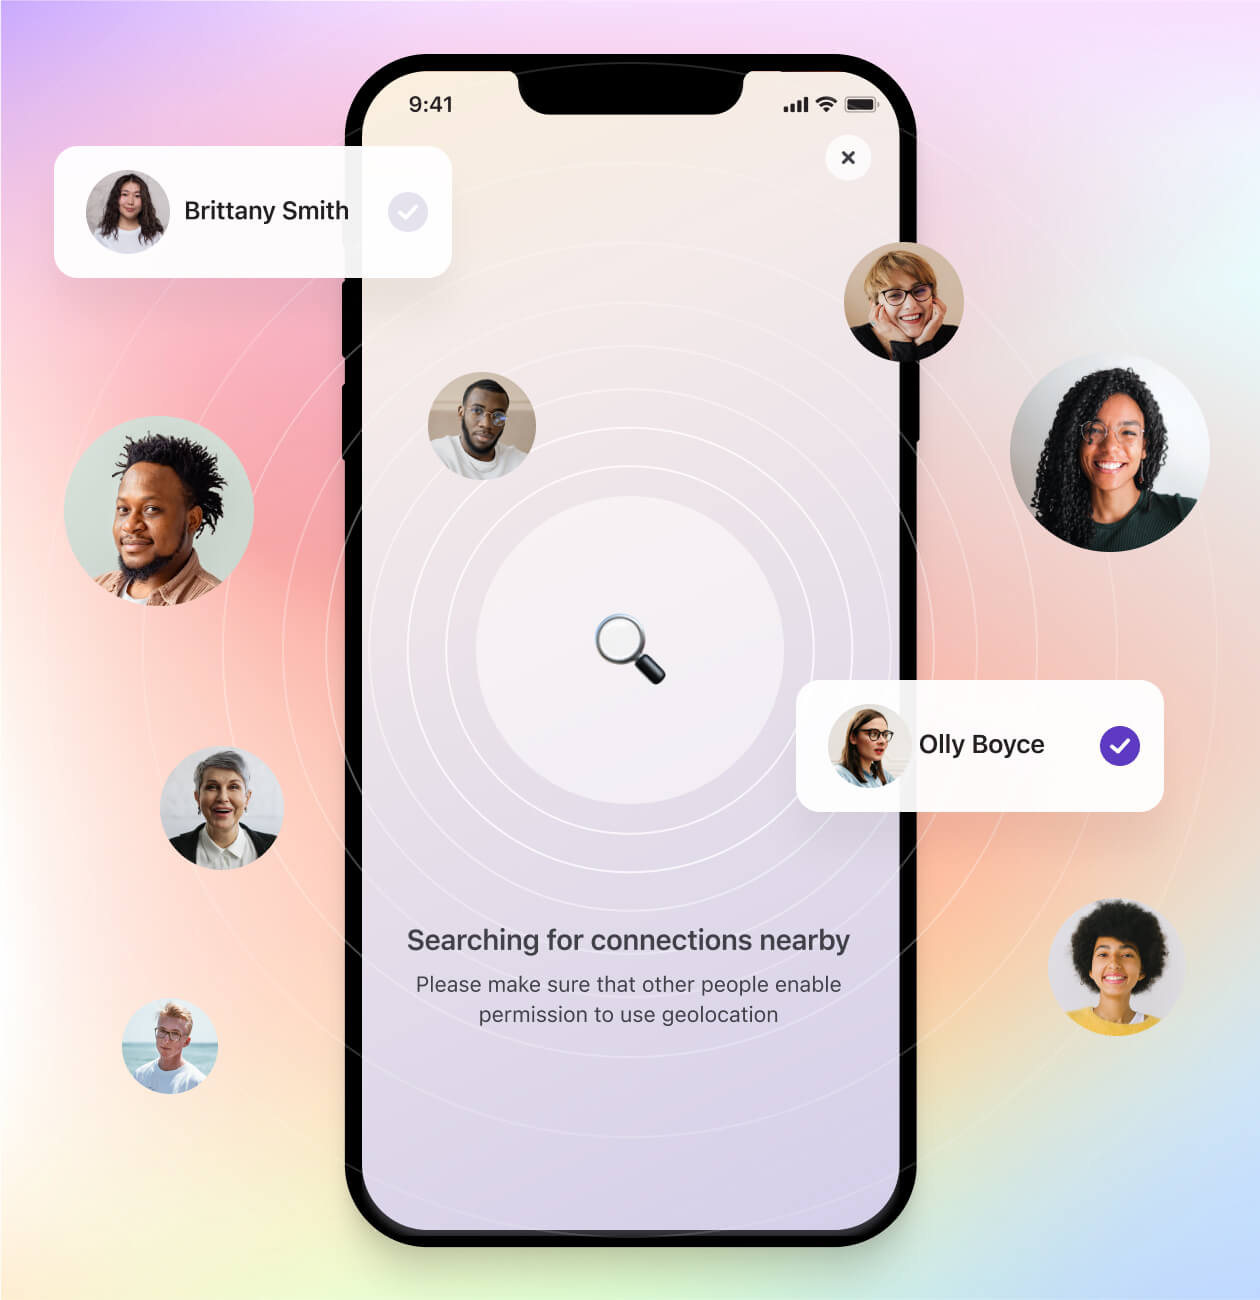 9:41
Brittany Smith
Olly Boyce
Searching for connections nearby
Please make sure that other people enable
permission to use geolocation